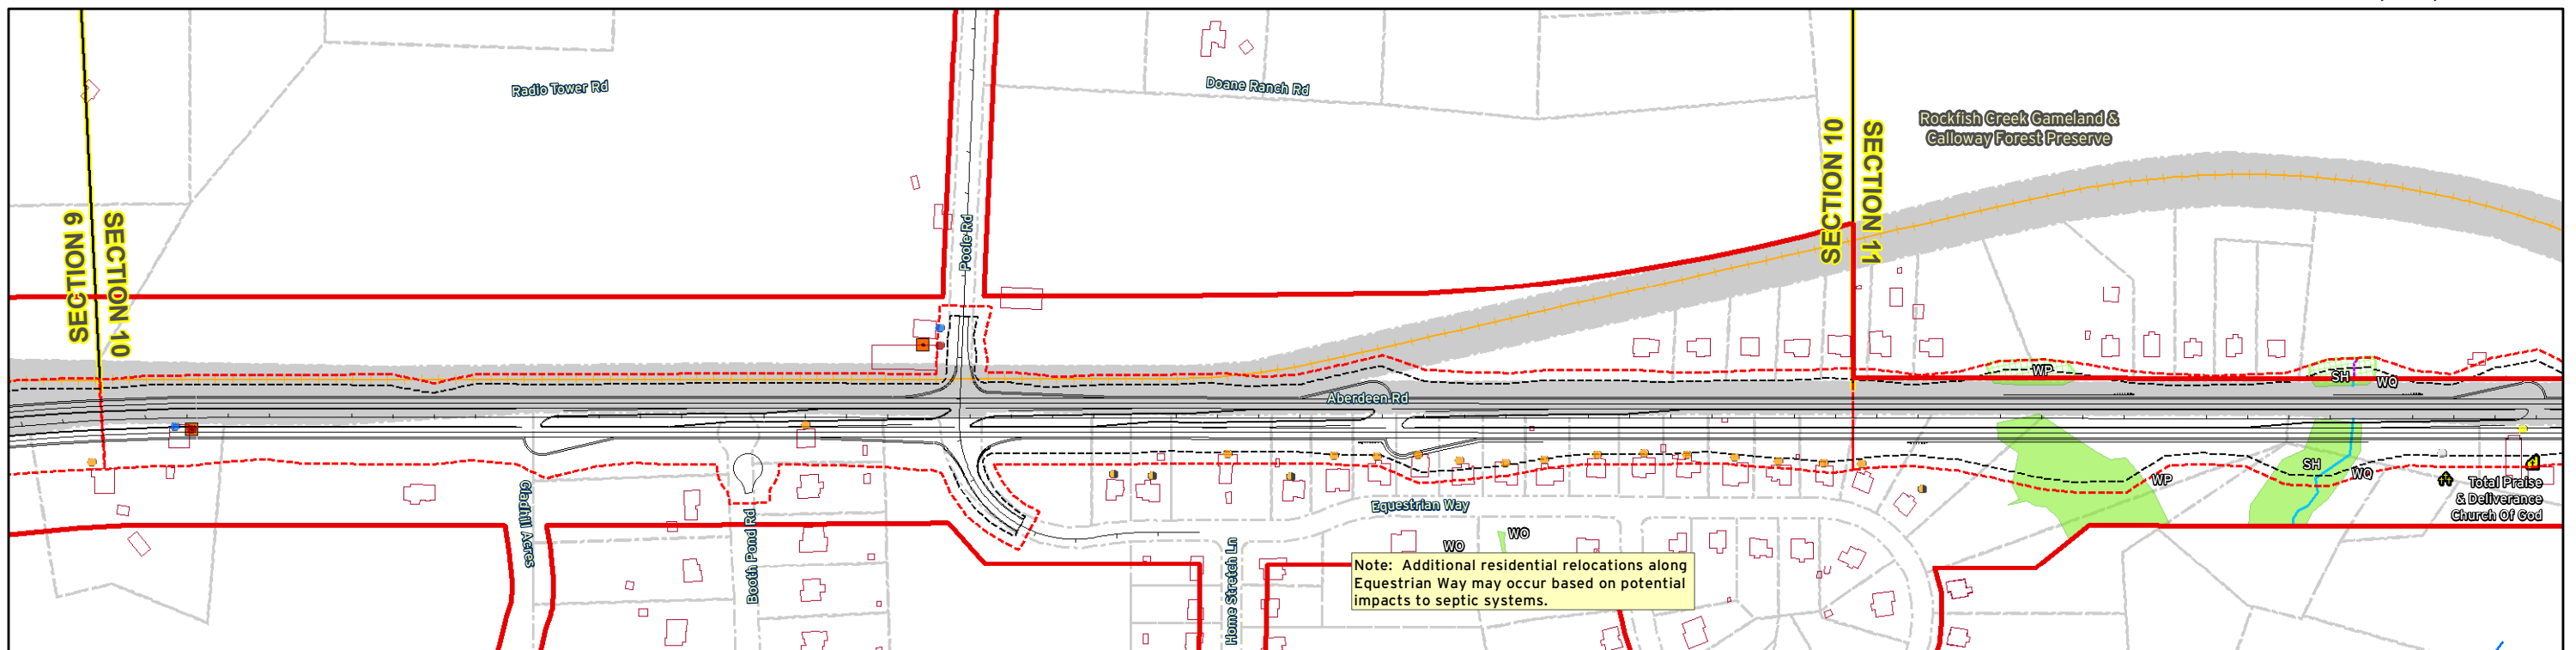 Radio Tower Rd
Doane Ranch Rd
Rockfish Creek Gameland &
Calloway Forest Preserve
SECTION 9
SECTION 10
Poole Rd
SECTION 10
SECTION 11
WP
SH
WQ
Aberdeen Rd
SH
WQ
WP
Total Praise
& Deliverance
Church Of God
Gladhill Acres
Booth Pond Rd
Equestrian Way
Home Stretch Ln
WO
WO
Note: Additional residential relocations along
Equestrian Way may occur based on potential
impacts to septic systems.